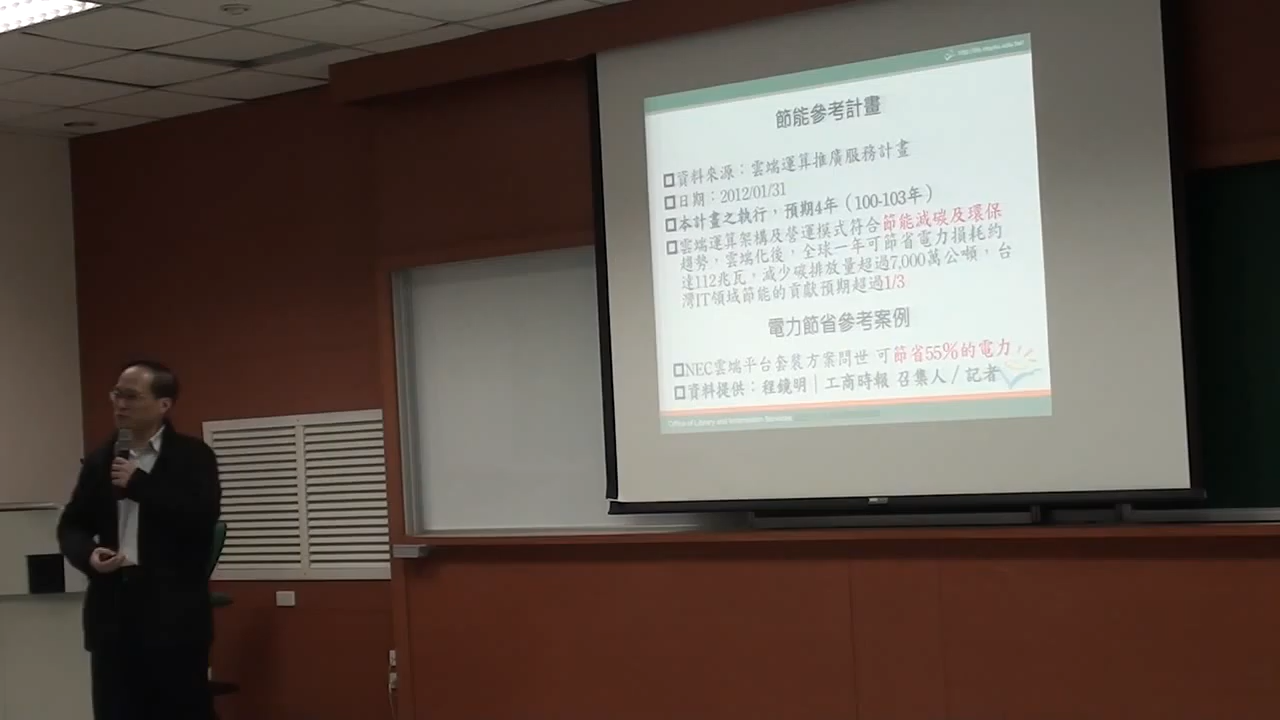 節能參考計畫
資料來源：雲端運算推廣服務計畫
日期：2012/01/31
本計畫之執行，預期4年（100-103年）
雲端運算架構及營運模式符合節能減碳及環保
趨勢，雲端化後，全球一年可節省電力損耗約
達112兆瓦，減少碳排放量超過7,000萬公噸，台
灣IT領域節能的貢獻預期超過1/3
電力節省參考案例
NEC雲端平台套裝方案問世 可節省55%的電力
資料提供：程鏡明｜工商時報 召集人／記者
Office of Library and Information Services